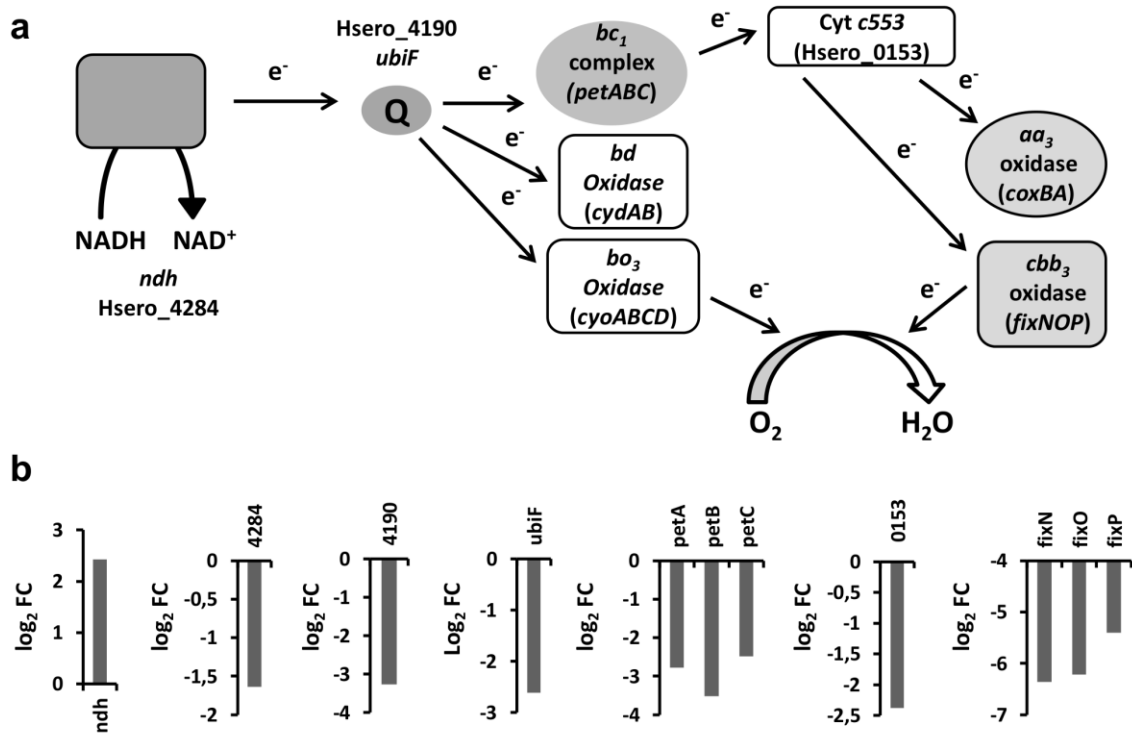 a
Hsero_4190
ubiF
e-
Q
e-
bc1
complex
(petABC)
e-
Cyt c553
(Hsero_0153)
e-
e-
bd
Oxidase
(cydAB)
e-
e-
aa3
oxidase
(coxBA)
NADH NAD+
ndh
Hsero_4284
bo3
Oxidase
(cyoABCD)
e-
e-
cbb3
oxidase
(fixNOP)
O2 H2O
b
log2 FC
3
2
1
0
ndh
4284
log2 FC
0
-0,5
-1
-1,5
-2
4190
log2 FC
0
-1
-2
-3
-4
ubiF
Log2 FC
0
-1
-2
-3
petA petB petC
log2 FC
0
-1
-2
-3
-4
0153
log2 FC
0
-0,5
-1
-1,5
-2
-2,5
fixN fixO fixP
log2 FC
-4
-5
-6
-7